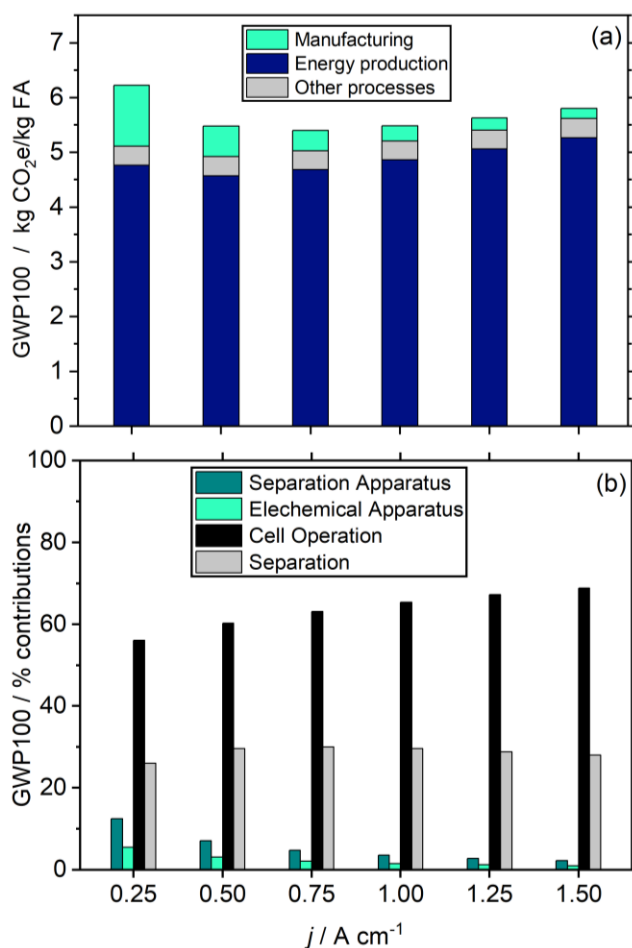 (a)
Manufacturing
Energy production
Other processes
GWP100 / kg CO₂e/kg FA
7
6
5
4
3
2
1
0
(b)
Separation Apparatus
Elechemical Apparatus
Cell Operation
Separation
GWP100 / % contributions
100
80
60
40
20
0
0.25 0.50 0.75 1.00 1.25 1.50
j / A cm⁻¹